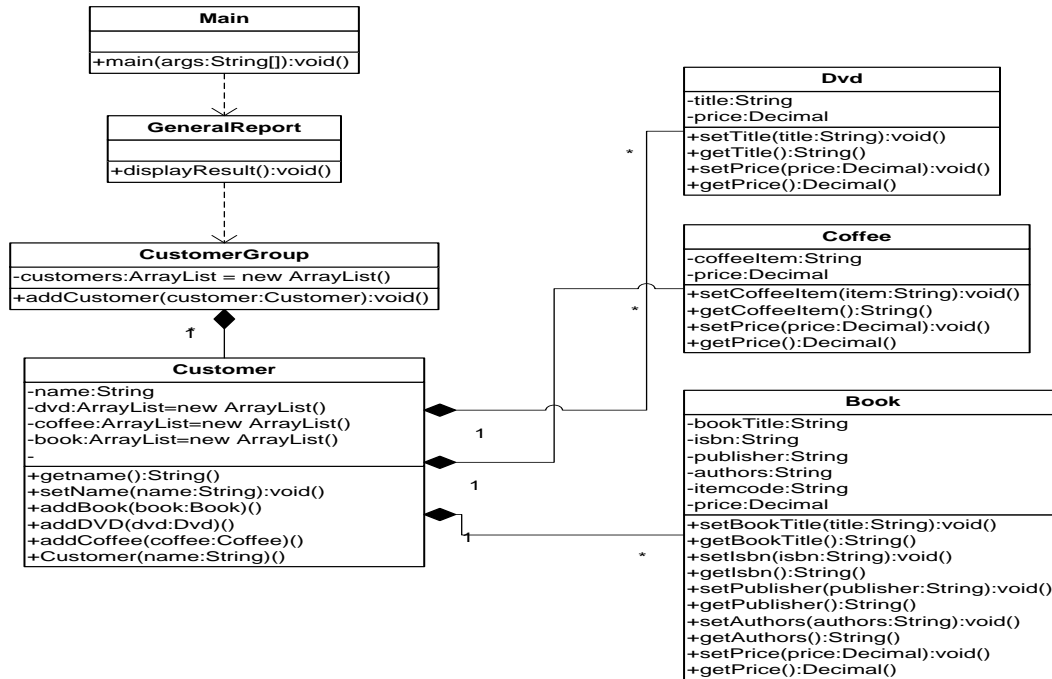 Main
+main(args:String[]):void()
GeneralReport
+displayResult():void()
CustomerGroup
-customers:ArrayList = new ArrayList()
+addCustomer(customer:Customer):void()
1
*
Customer
-name:String
-dvd:ArrayList=new ArrayList()
-coffee:ArrayList=new ArrayList()
-book:ArrayList=new ArrayList()
-
+getname():String()
+setName(name:String):void()
+addBook(book:Book)()
+addDVD(dvd:Dvd)()
+addCoffee(coffee:Coffee)()
+Customer(name:String)()
1
*
1
*
1
*
Dvd
-title:String
-price:Decimal
+setTitle(title:String):void()
+getTitle():String()
+setPrice(price:Decimal):void()
+getPrice():Decimal()
Coffee
-coffeeItem:String
-price:Decimal
+setCoffeeItem(item:String):void()
+getCoffeeItem():String()
+setPrice(price:Decimal):void()
+getPrice():Decimal()
Book
-bookTitle:String
-isbn:String
-publisher:String
-authors:String
-itemcode:String
-price:Decimal
+setBookTitle(title:String):void()
+getBookTitle():String()
+setIsbn(isbn:String):void()
+getIsbn():String()
+setPublisher(publisher:String):void()
+getPublisher():String()
+setAuthors(authors:String):void()
+getAuthors():String()
+setPrice(price:Decimal):void()
+getPrice():Decimal()